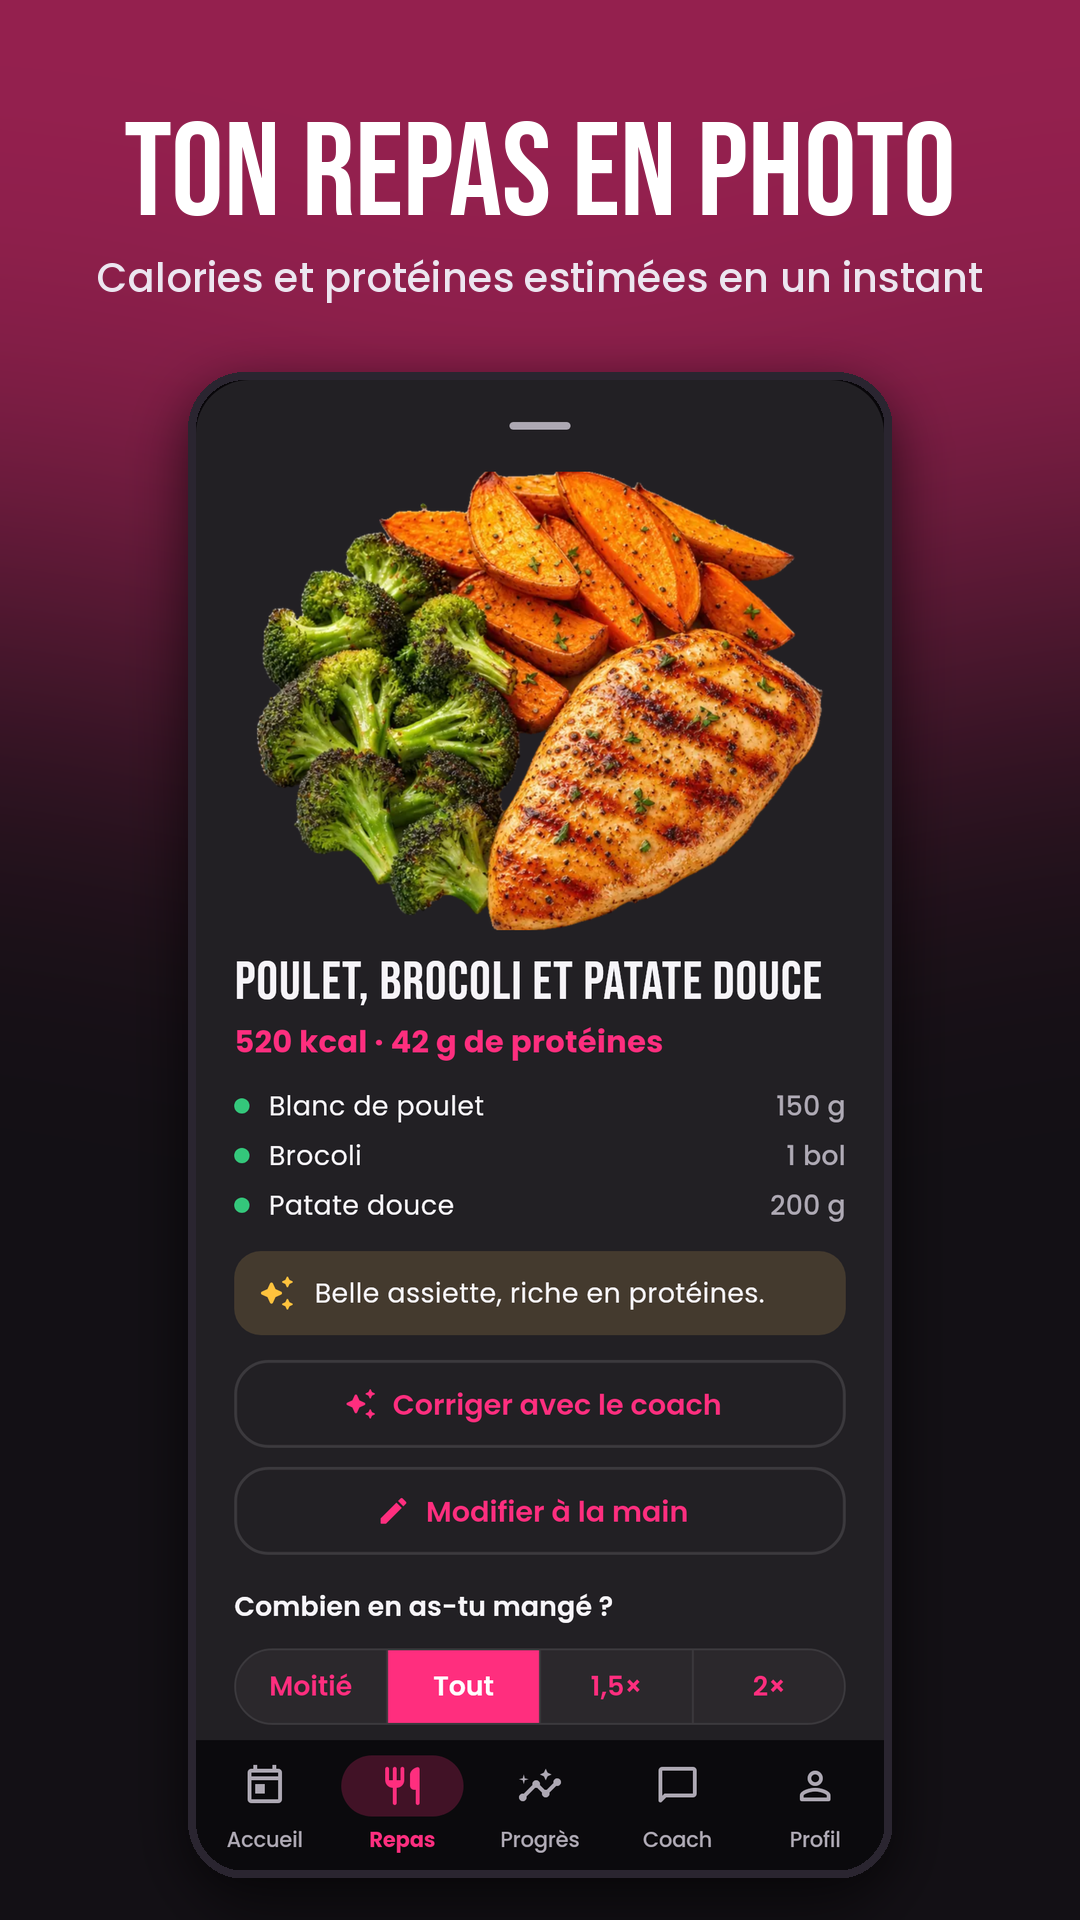 TON REPAS EN PHOTO
Calories et protéines estimées en un instant
POULET, BROCOLI ET PATATE DOUCE
520 kcal · 42 g de protéines
Blanc de poulet 150 g
Brocoli 1 bol
Patate douce 200 g
Belle assiette, riche en protéines.
Corriger avec le coach
Modifier à la main
Combien en as-tu mangé ?
Moitié Tout 1,5× 2×
Accueil Repas Progrès Coach Profil